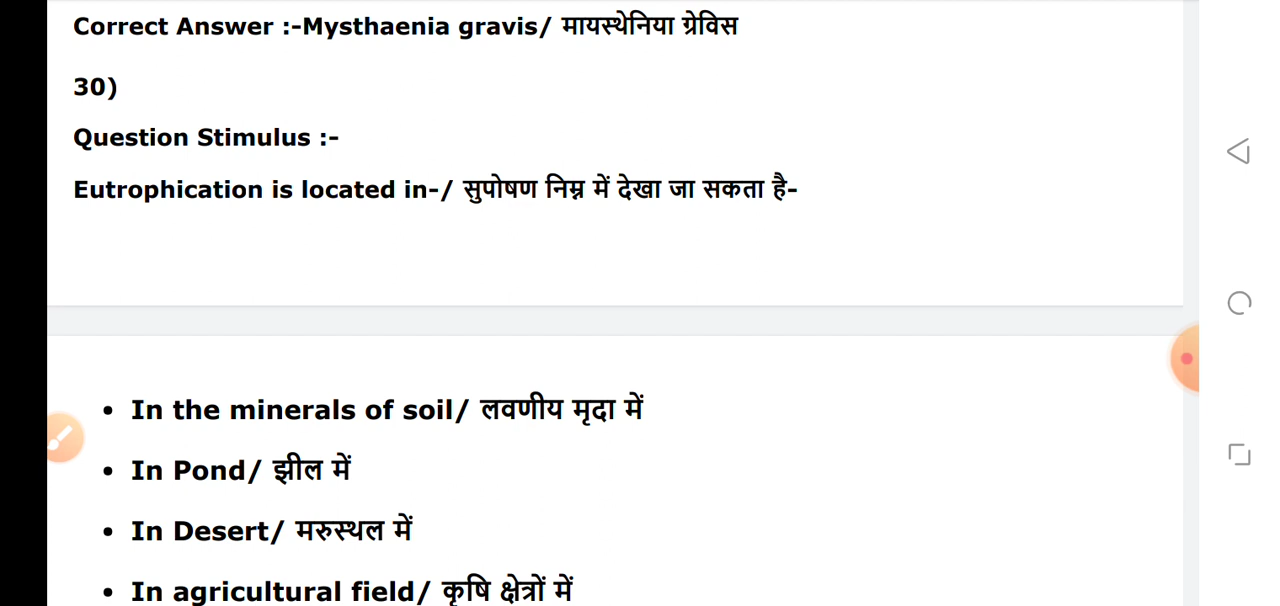 Correct Answer :-Mysthaenia gravis/ मायस्थेनिया ग्रेविस
30)
Question Stimulus :-
Eutrophication is located in-/ सुपोषण निम्न में देखा जा सकता है-
• In the minerals of soil/ लवणीय मृदा में
• In Pond/ झील में
• In Desert/ मरुस्थल में
• In agricultural field/ कृषि क्षेत्रों में